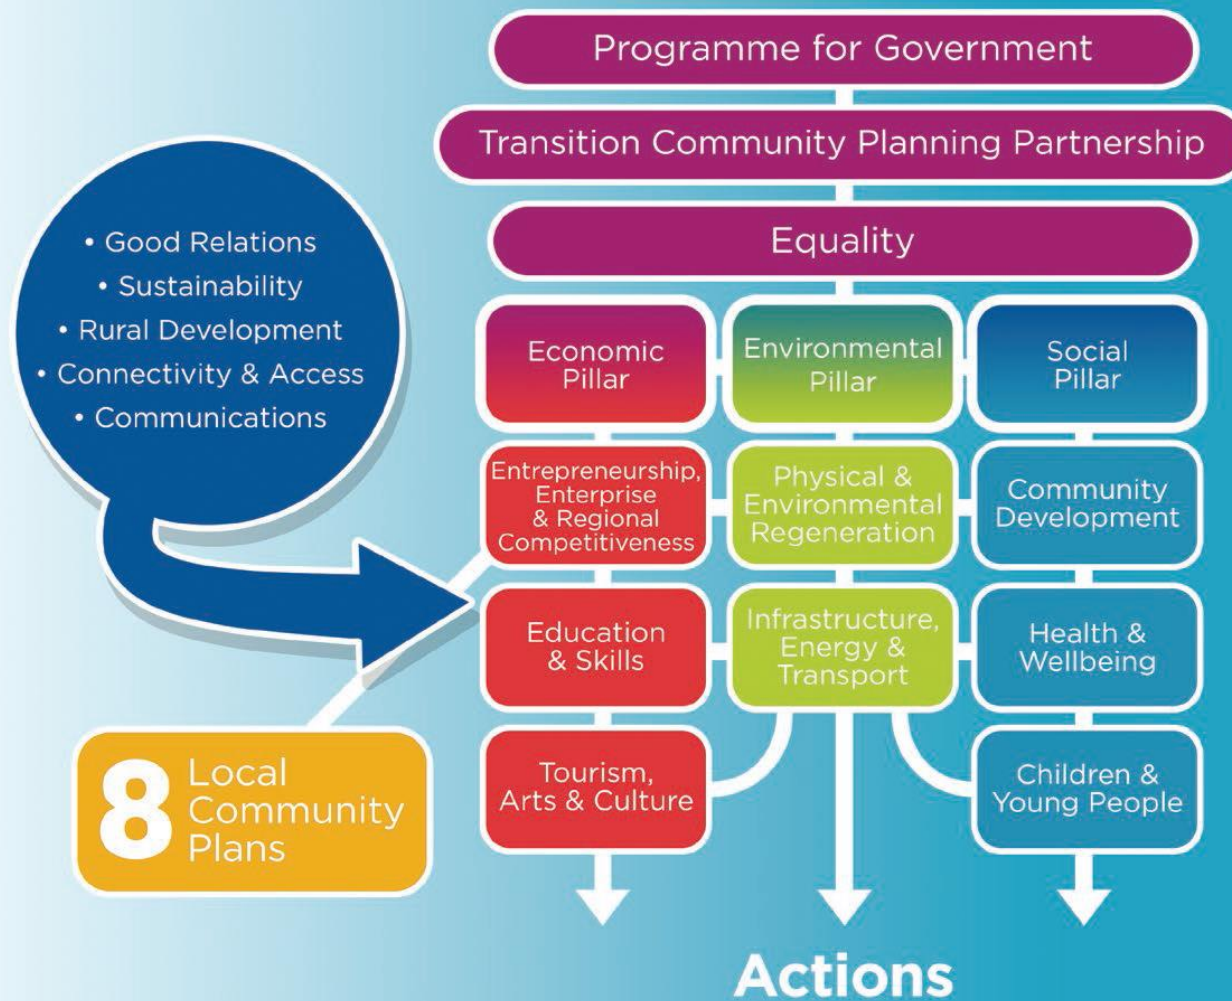 Programme for Government
Transition Community Planning Partnership
Equality
• Good Relations
• Sustainability
• Rural Development
• Connectivity & Access
• Communications
Economic
Pillar
Environmental
Pillar
Social
Pillar
Entrepreneurship,
Enterprise
& Regional
Competitiveness
Physical &
Environmental
Regeneration
Community
Development
Education
& Skills
Infrastructure,
Energy &
Transport
Health &
Wellbeing
8 Local
Community
Plans
Tourism,
Arts & Culture
Children &
Young People
Actions